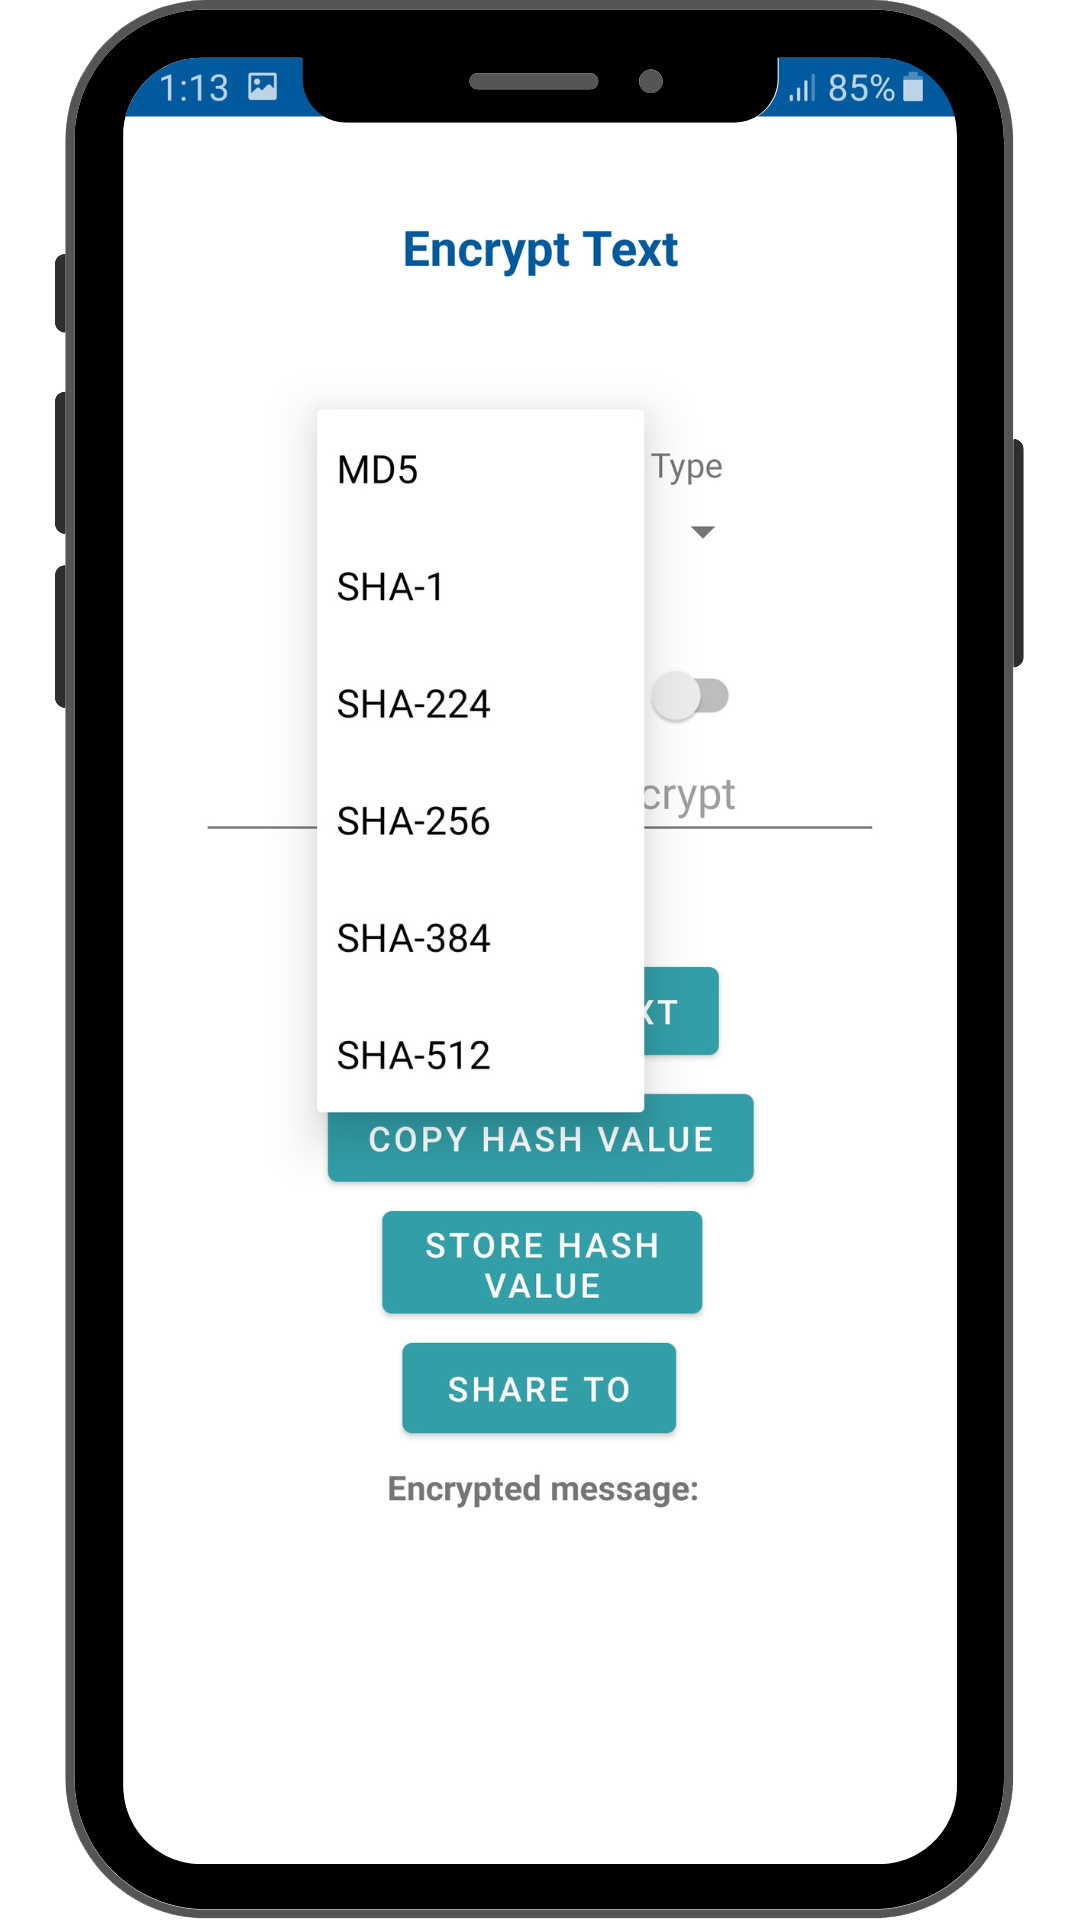 1:13 85%
Encrypt Text
MD5
Type
SHA-1
SHA-224
crypt
SHA-256
SHA-384
XT
SHA-512
COPY HASH VALUE
STORE HASH
VALUE
SHARE TO
Encrypted message: